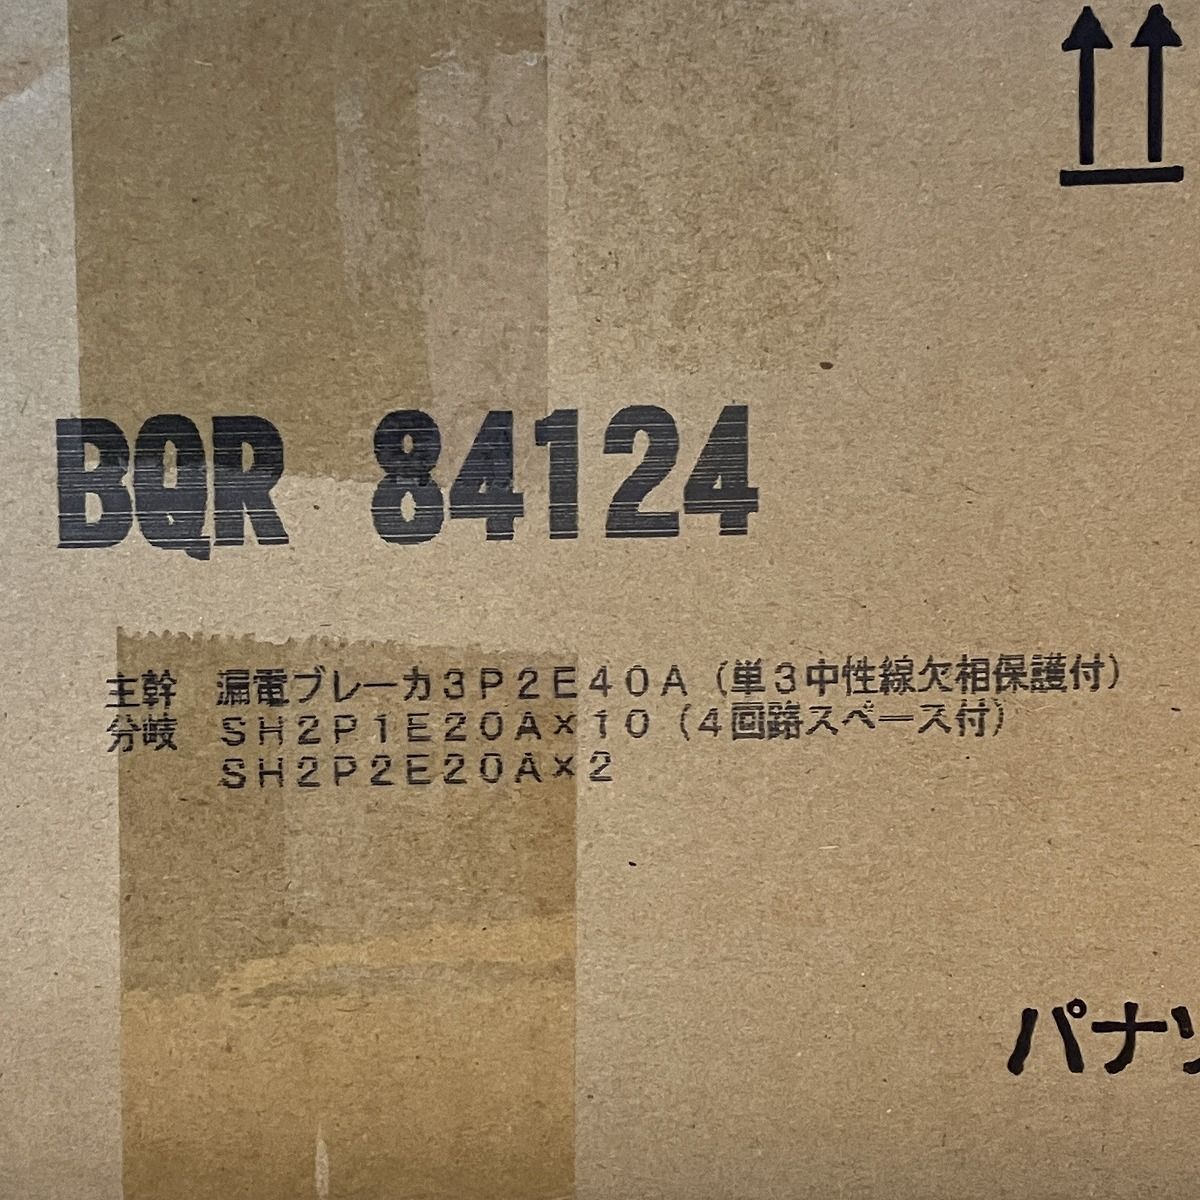 BQR 84124
主幹 漏電ブレーカ3P2E40A(単3中性線欠相保護付)
分岐 SH2P1E20A×10(4回路スペース付)
SH2P2E20A×2
パナソ